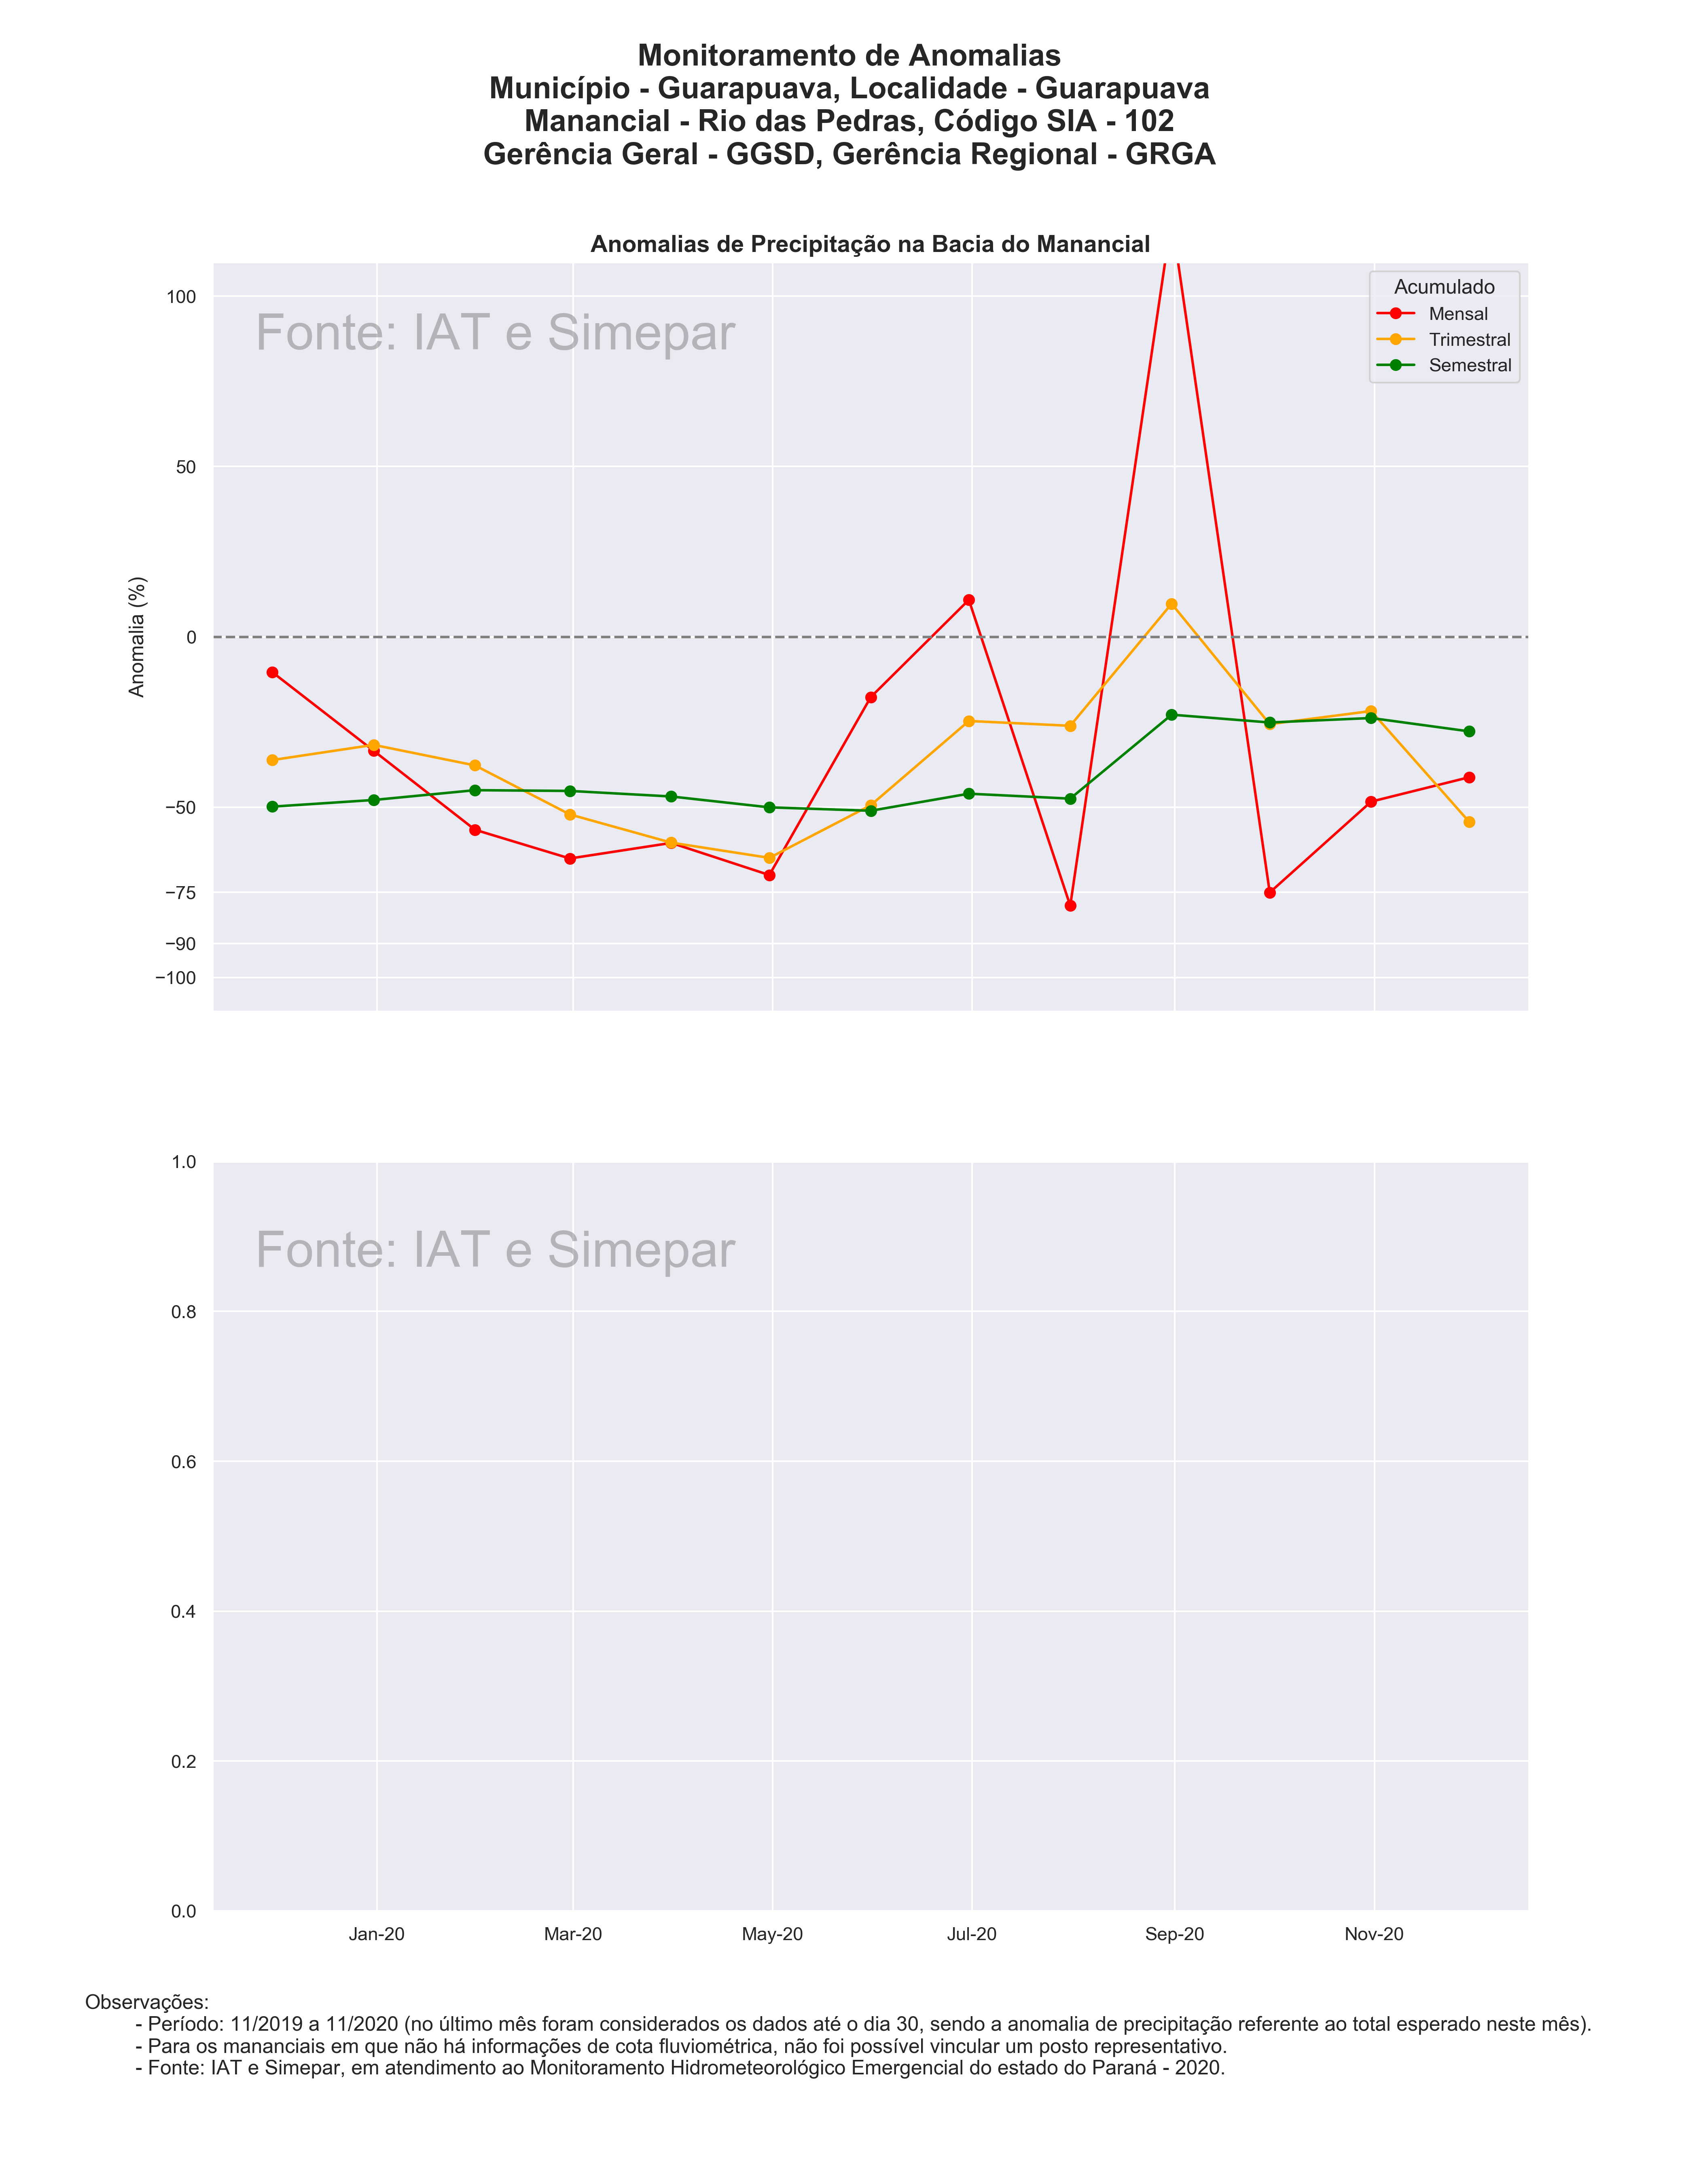 Monitoramento de Anomalias
Município - Guarapuava, Localidade - Guarapuava
Manancial - Rio das Pedras, Código SIA - 102
Gerência Geral - GGSD, Gerência Regional - GRGA
Anomalias de Precipitação na Bacia do Manancial
Fonte: IAT e Simepar
Acumulado
Mensal
Trimestral
Semestral
Anomalia (%)
100
50
0
−50
−75
−90
−100
Fonte: IAT e Simepar
1.0
0.8
0.6
0.4
0.2
0.0
Jan-20 Mar-20 May-20 Jul-20 Sep-20 Nov-20
Observações:
- Período: 11/2019 a 11/2020 (no último mês foram considerados os dados até o dia 30, sendo a anomalia de precipitação referente ao total esperado neste mês).
- Para os mananciais em que não há informações de cota fluviométrica, não foi possível vincular um posto representativo.
- Fonte: IAT e Simepar, em atendimento ao Monitoramento Hidrometeorológico Emergencial do estado do Paraná - 2020.